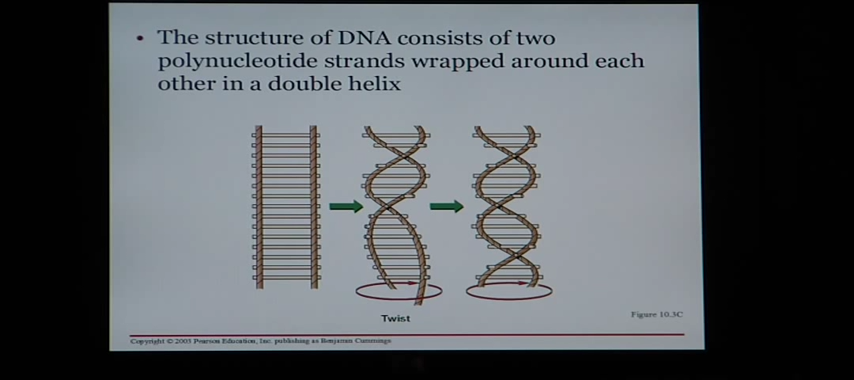 • The structure of DNA consists of two
polynucleotide strands wrapped around each
other in a double helix
Twist
Figure 10.3C
Copyright © 2005 Pearson Education, Inc. publishing as Benjamin Cummings